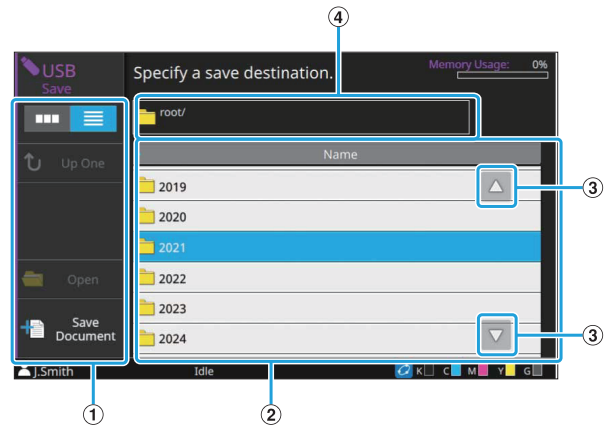 ④
USB
Save
Specify a save destination.
Memory Usage: 0%
root/
Up One
Name
③
2019
2020
2021
Open
2022
2023
Save
Document
2024
③
J.Smith
Idle
K C M Y G
① ②